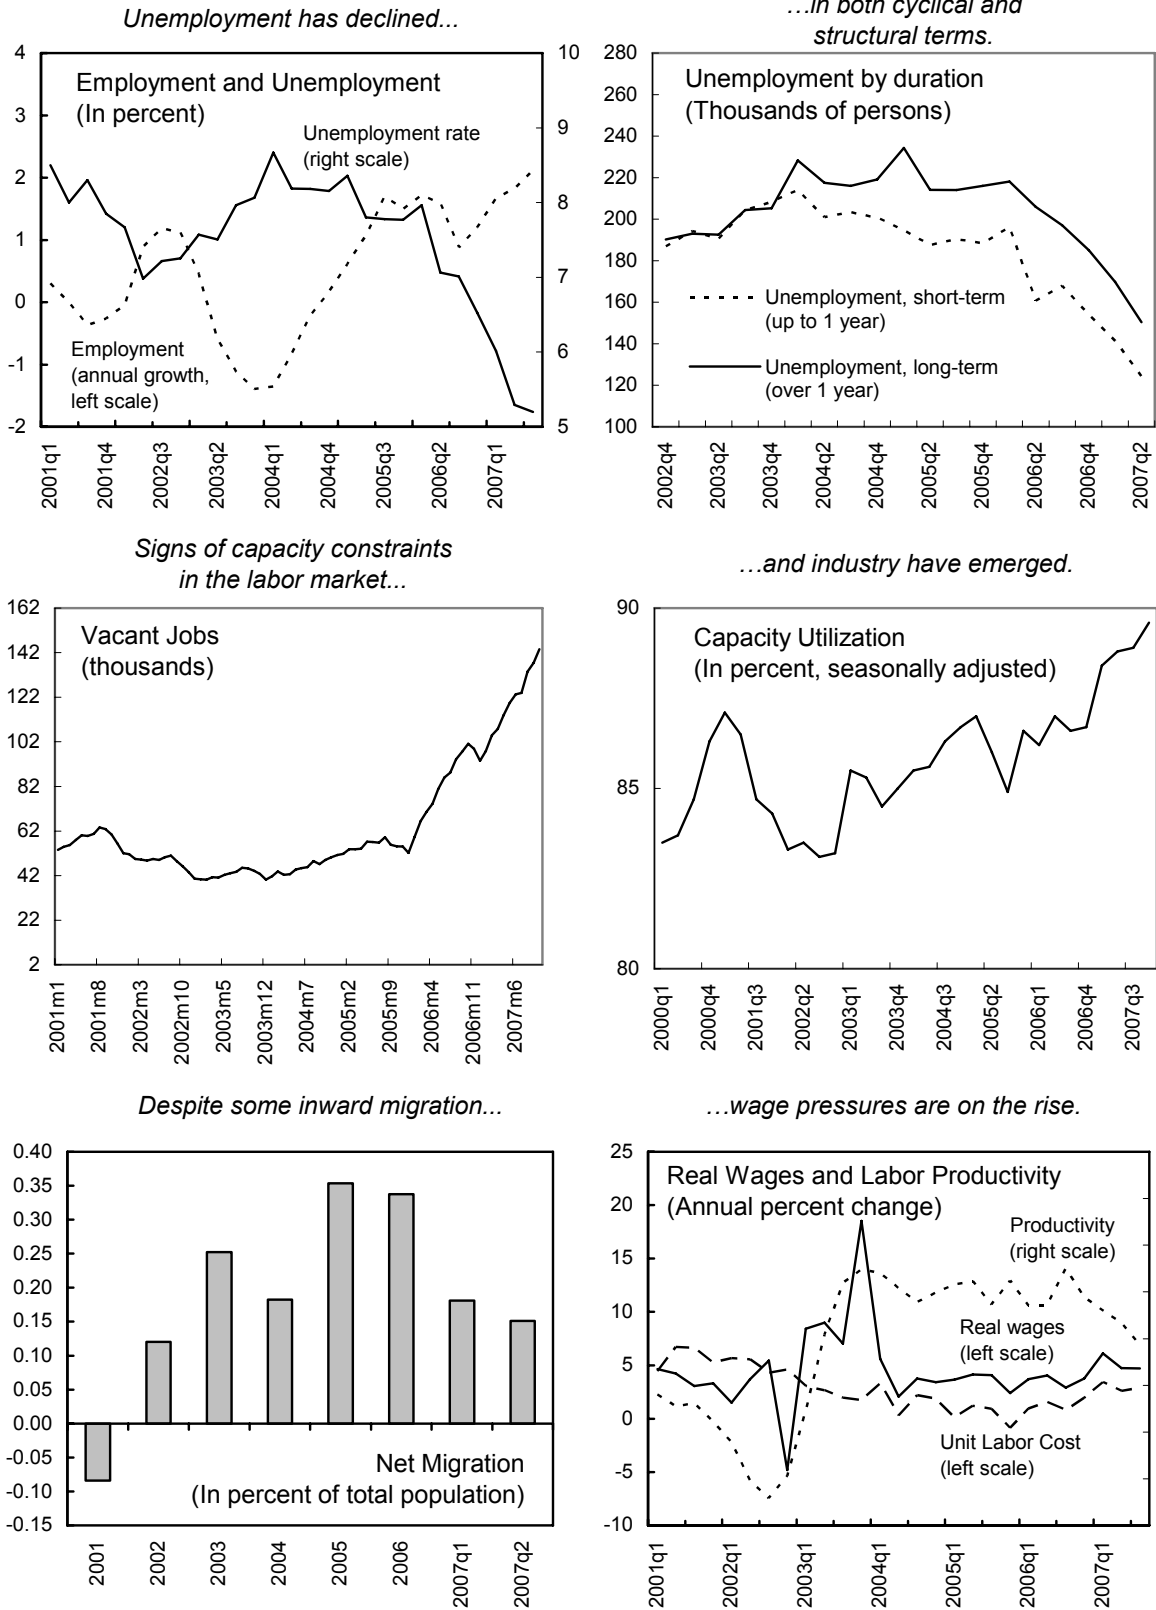 Unemployment has declined...
Employment and Unemployment
(In percent)
Unemployment rate
(right scale)
Employment
(annual growth,
left scale)
4
3
2
1
0
-1
-2
10
9
8
7
6
5
2001q1
2001q4
2002q3
2003q2
2004q1
2004q4
2005q3
2006q2
2007q1
…in both cyclical and
structural terms.
Unemployment by duration
(Thousands of persons)
Unemployment, short-term
(up to 1 year)
Unemployment, long-term
(over 1 year)
280
260
240
220
200
180
160
140
120
100
2002q4
2003q2
2003q4
2004q2
2004q4
2005q2
2005q4
2006q2
2006q4
2007q2
Signs of capacity constraints
in the labor market...
Vacant Jobs
(thousands)
162
142
122
102
82
62
42
22
2
2001m1
2001m8
2002m3
2002m10
2003m5
2003m12
2004m7
2005m2
2005m9
2006m4
2006m11
2007m6
…and industry have emerged.
Capacity Utilization
(In percent, seasonally adjusted)
90
85
80
2000q1
2000q4
2001q3
2002q2
2003q1
2003q4
2004q3
2005q2
2006q1
2006q4
2007q3
Despite some inward migration...
0.40
0.35
0.30
0.25
0.20
0.15
0.10
0.05
0.00
-0.05
-0.10
-0.15
Net Migration
(In percent of total population)
2001
2002
2003
2004
2005
2006
2007q1
2007q2
…wage pressures are on the rise.
Real Wages and Labor Productivity
(Annual percent change)
Productivity
(right scale)
Real wages
(left scale)
Unit Labor Cost
(left scale)
25
20
15
10
5
0
-5
-10
2001q1
2002q1
2003q1
2004q1
2005q1
2006q1
2007q1